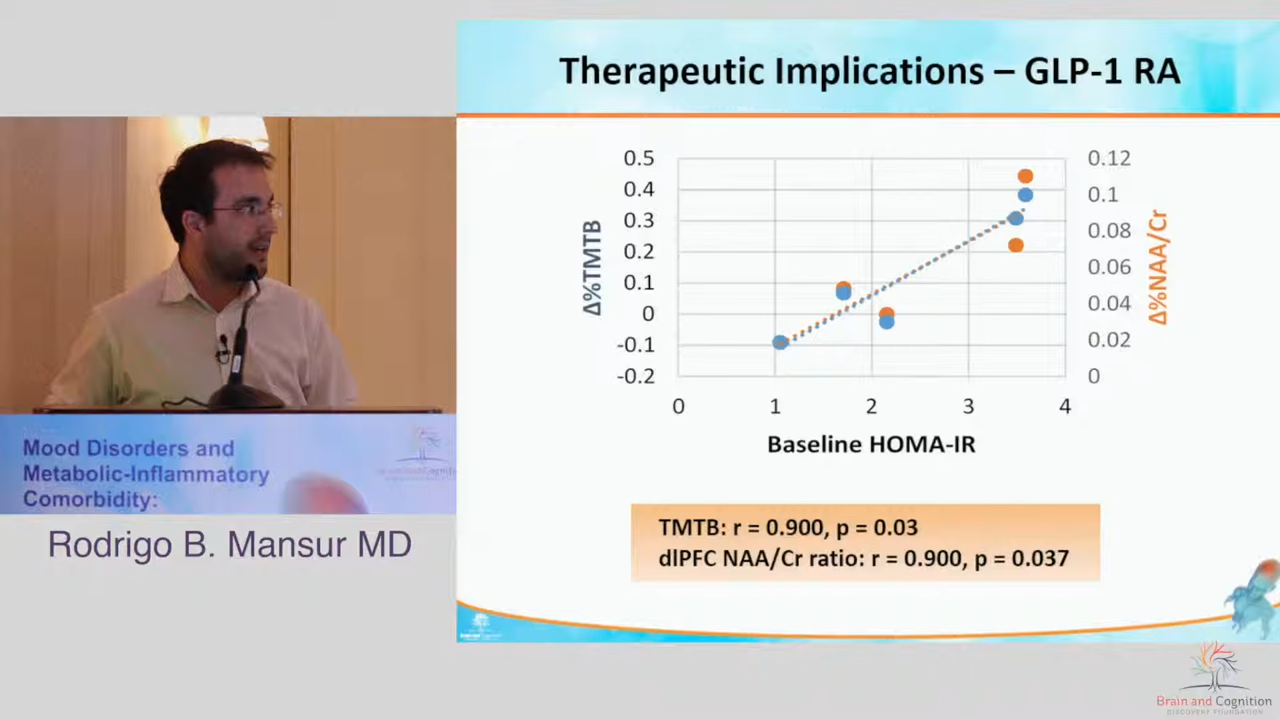 Therapeutic Implications – GLP-1 RA
0.5
0.4
0.3
0.2
0.1
0
-0.1
-0.2
Δ%TMTB
0.12
0.1
0.08
0.06
0.04
0.02
0
Δ%NAA/Cr
0 1 2 3 4
Baseline HOMA-IR
TMTB: r = 0.900, p = 0.03
dlPFC NAA/Cr ratio: r = 0.900, p = 0.037
Mood Disorders and
Metabolic-Inflammatory
Comorbidity:
Rodrigo B. Mansur MD
Brain and Cognition
DISCOVERY FOUNDATION